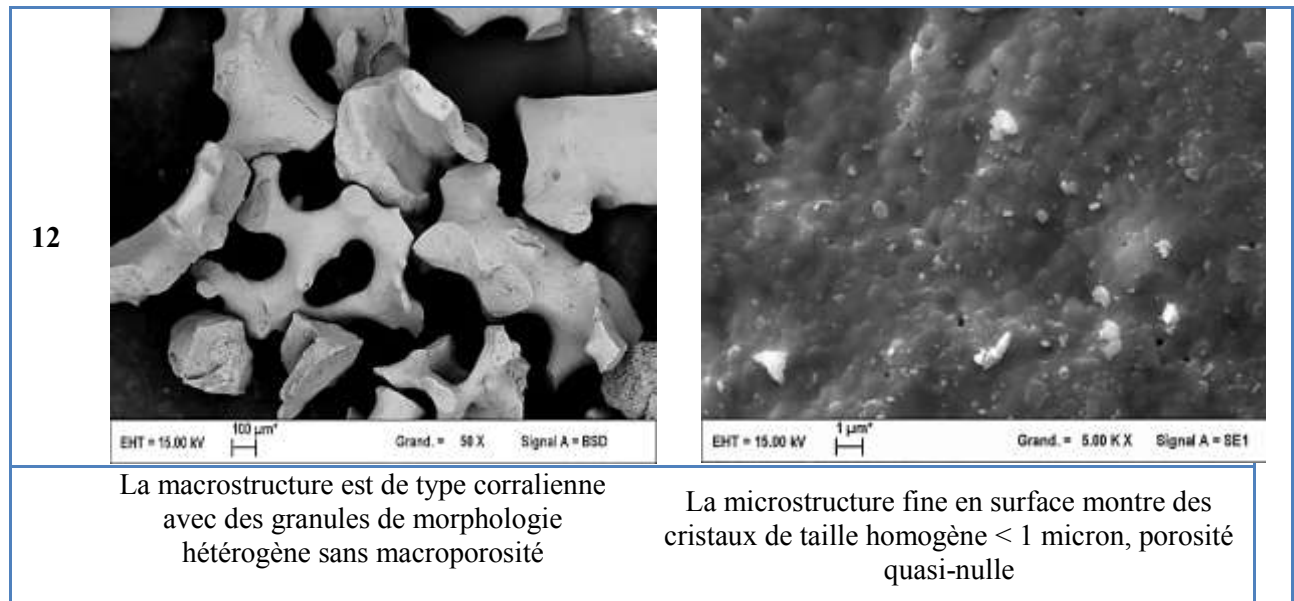 12
EHT = 15.00 kV 100 µm* Grand. = 50 X Signal A = BSD
EHT = 15.00 kV 1 µm* Grand. = 5.00 K X Signal A = SE1
La macrostructure est de type corralienne
avec des granules de morphologie
hétérogène sans macroporosité
La microstructure fine en surface montre des
cristaux de taille homogène < 1 micron, porosité
quasi-nulle